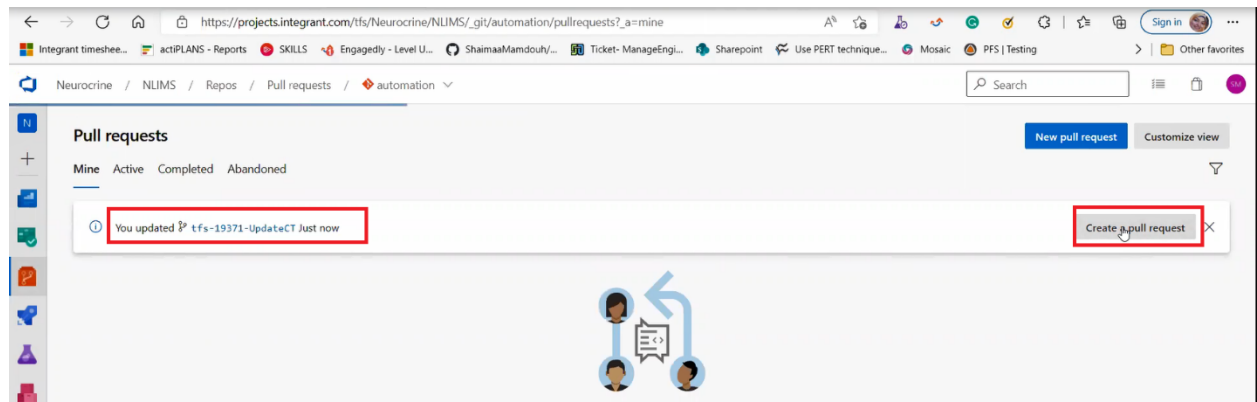 https://projects.integrant.com/tfs/Neurocrine/NLIMS/_git/automation/pullrequests?_a=mine
Sign in
Integrant timeshee... actiPLANS - Reports SKILLS Engagedly - Level U... ShaimaaMamdouh/... Ticket- ManageEngi... Sharepoint Use PERT technique... Mosaic PFS | Testing Other favorites
Neurocrine / NLIMS / Repos / Pull requests / automation Search SM
N
Pull requests New pull request Customize view
Mine Active Completed Abandoned
You updated tfs-19371-UpdateCT Just now Create a pull request